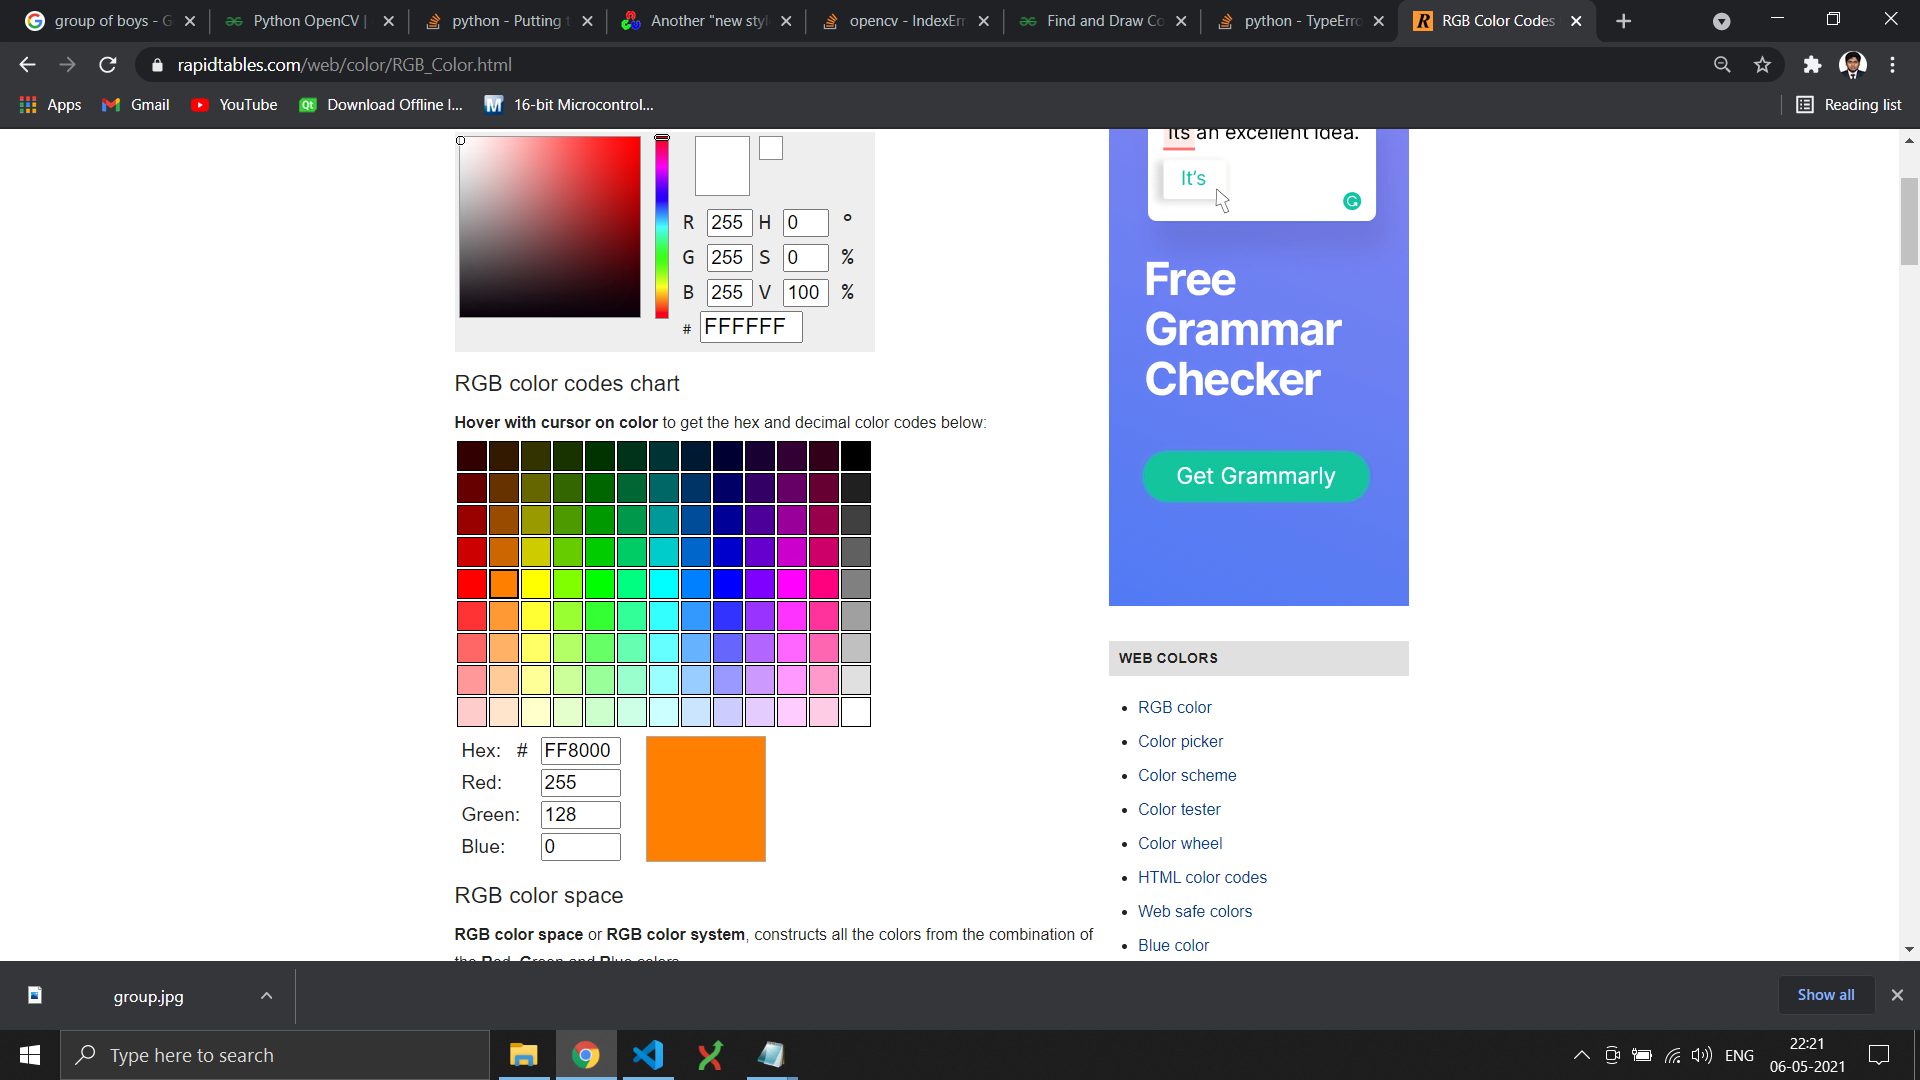 group of boys - G
Python OpenCV |
python - Putting t
Another "new styl
opencv - IndexErr
Find and Draw Co
python - TypeErro
RGB Color Codes
rapidtables.com/web/color/RGB_Color.html
Apps
Gmail
YouTube
Download Offline I...
16-bit Microcontrol...
Reading list
R 255 H 0 °
G 255 S 0 %
B 255 V 100 %
# FFFFFF
RGB color codes chart
Hover with cursor on color to get the hex and decimal color codes below:
Hex: # FF8000
Red: 255
Green: 128
Blue: 0
RGB color space
RGB color space or RGB color system, constructs all the colors from the combination of
the Red, Green and Blue colors.
Its an excellent idea.
It's
Free
Grammar
Checker
Get Grammarly
WEB COLORS
• RGB color
• Color picker
• Color scheme
• Color tester
• Color wheel
• HTML color codes
• Web safe colors
• Blue color
group.jpg
Show all
Type here to search
ENG
22:21
06-05-2021